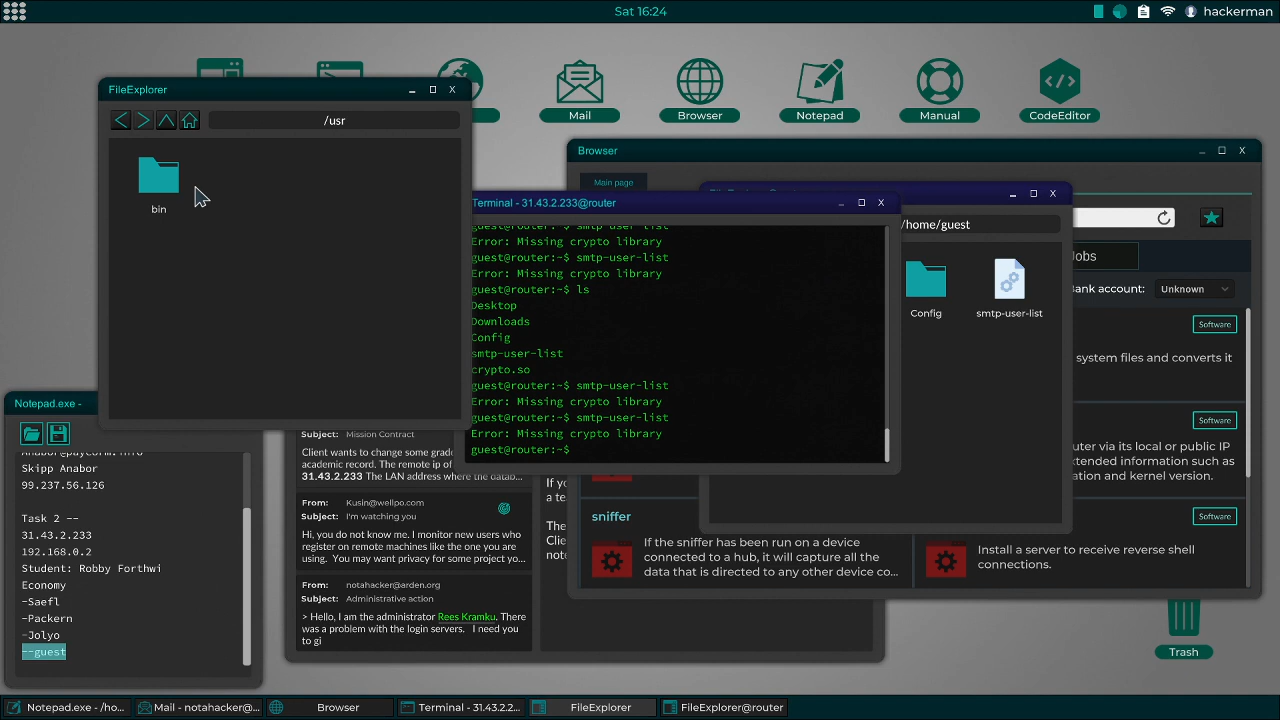 Sat 16:24
hackerman
Mail
Browser
Notepad
Manual
CodeEditor
FileExplorer
/usr
bin
Browser
Main page
Terminal - 31.43.2.233@router
Error: Missing crypto library
guest@router:~$ smtp-user-list
Error: Missing crypto library
guest@router:~$ ls
Desktop
Downloads
Config
smtp-user-list
crypto.so
guest@router:~$ smtp-user-list
Error: Missing crypto library
guest@router:~$ smtp-user-list
Error: Missing crypto library
guest@router:~$
/home/guest
Config
smtp-user-list
Bank account:
Unknown
Software
system files and converts it
Software
uter via its local or public IP
xtended information such as
ation and kernel version.
sniffer
Software
If the sniffer has been run on a device
connected to a hub, it will capture all the
data that is directed to any other device co...
Install a server to receive reverse shell
connections.
Notepad.exe -
Skipp Anabor
99.237.56.126
Task 2 --
31.43.2.233
192.168.0.2
Student: Robby Forthwi
Economy
-Saefl
-Packern
-Jolyo
--guest
Subject: Mission Contract
Client wants to change some grad
academic record. The remote ip of
31.43.2.233 The LAN address where the datab...
From: Kusin@wellpo.com
Subject: I'm watching you
Hi, you do not know me. I monitor new users who
register on remote machines like the one you are
using. You may want privacy for some project yo...
From: notahacker@arden.org
Subject: Administrative action
> Hello, I am the administrator Rees Kramku. There
was a problem with the login servers. I need you
to gi
If yo
a te
The
Clie
note
Trash
Notepad.exe - /ho...
Mail - notahacker@...
Browser
Terminal - 31.43.2.2...
FileExplorer
FileExplorer@router